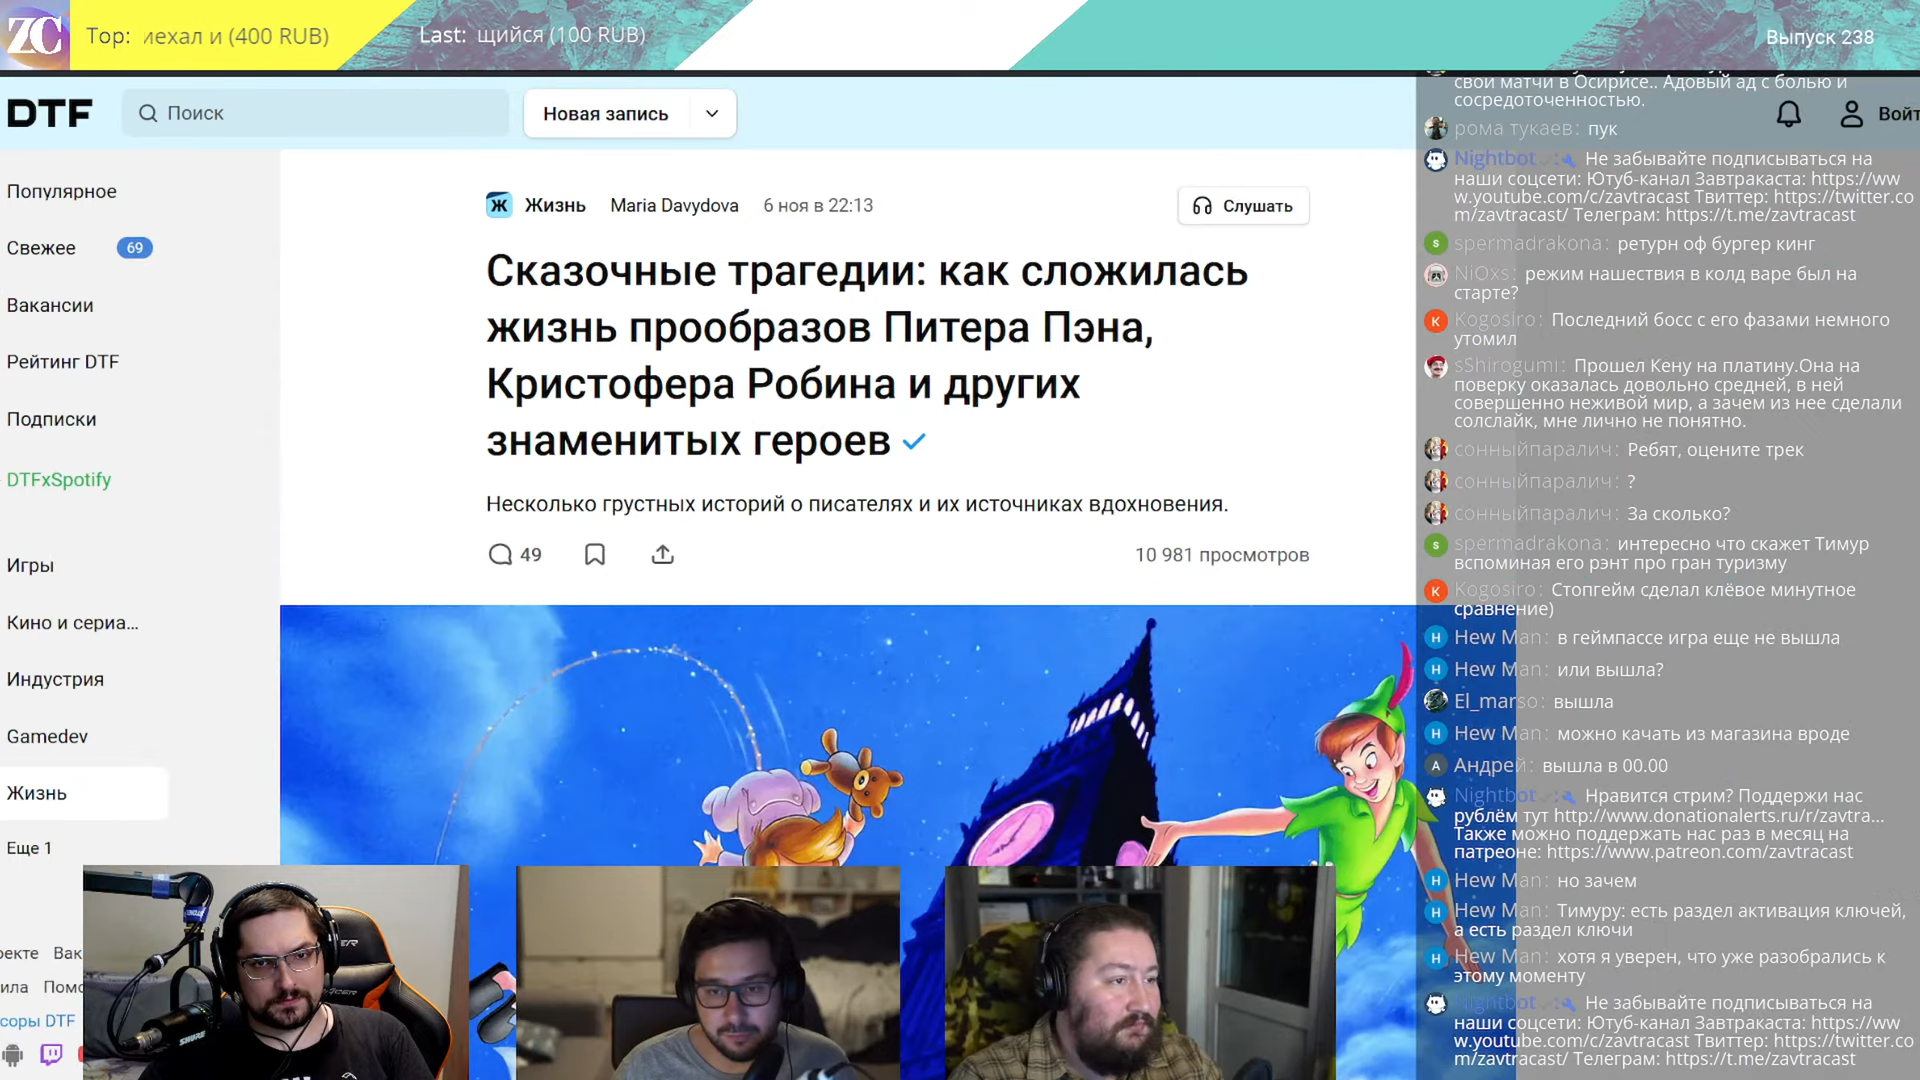 ZC
Top: иехал и (400 RUB)
Last: щийся (100 RUB)
Выпуск 238
DTF
Поиск
Новая запись
Войт
Популярное
Свежее 69
Вакансии
Рейтинг DTF
Подписки
DTFxSpotify
Игры
Кино и сериа...
Индустрия
Gamedev
Жизнь
Еще 1
роекте Вак
ила Помо
соры DTF
Ж Жизнь Maria Davydova 6 ноя в 22:13
Слушать
Сказочные трагедии: как сложилась
жизнь прообразов Питера Пэна,
Кристофера Робина и других
знаменитых героев
Несколько грустных историй о писателях и их источниках вдохновения.
49
10 981 просмотров
SHURE
свои матчи в Осирисе.. Адовый ад с болью и
сосредоточенностью.
рома тукаев: пук
Nightbot : Не забывайте подписываться на
наши соцсети: Ютуб-канал Завтракаста: https://ww
w.youtube.com/c/zavtracast Твиттер: https://twitter.co
m/zavtracast/ Телеграм: https://t.me/zavtracast
spermadrakona: ретурн оф бургер кинг
NiOxs: режим нашествия в колд варе был на
старте?
Kogosiro: Последний босс с его фазами немного
утомил
sShirogumi: Прошел Кену на платину.Она на
поверку оказалась довольно средней, в ней
совершенно неживой мир, а зачем из нее сделали
солслайк, мне лично не понятно.
сонныйпаралич: Ребят, оцените трек
сонныйпаралич: ?
сонныйпаралич: За сколько?
spermadrakona: интересно что скажет Тимур
вспоминая его рэнт про гран туризму
Kogosiro: Стопгейм сделал клёвое минутное
сравнение)
Hew Man: в геймпассе игра еще не вышла
Hew Man: или вышла?
El_marso: вышла
Hew Man: можно качать из магазина вроде
Андрей: вышла в 00.00
Nightbot : Нравится стрим? Поддержи нас
рублём тут http://www.donationalerts.ru/r/zavtra...
Также можно поддержать нас раз в месяц на
патреоне: https://www.patreon.com/zavtracast
Hew Man: но зачем
Hew Man: Тимуру: есть раздел активация ключей,
а есть раздел ключи
Hew Man: хотя я уверен, что уже разобрались к
этому моменту
Nightbot : Не забывайте подписываться на
наши соцсети: Ютуб-канал Завтракаста: https://ww
w.youtube.com/c/zavtracast Твиттер: https://twitter.co
m/zavtracast/ Телеграм: https://t.me/zavtracast